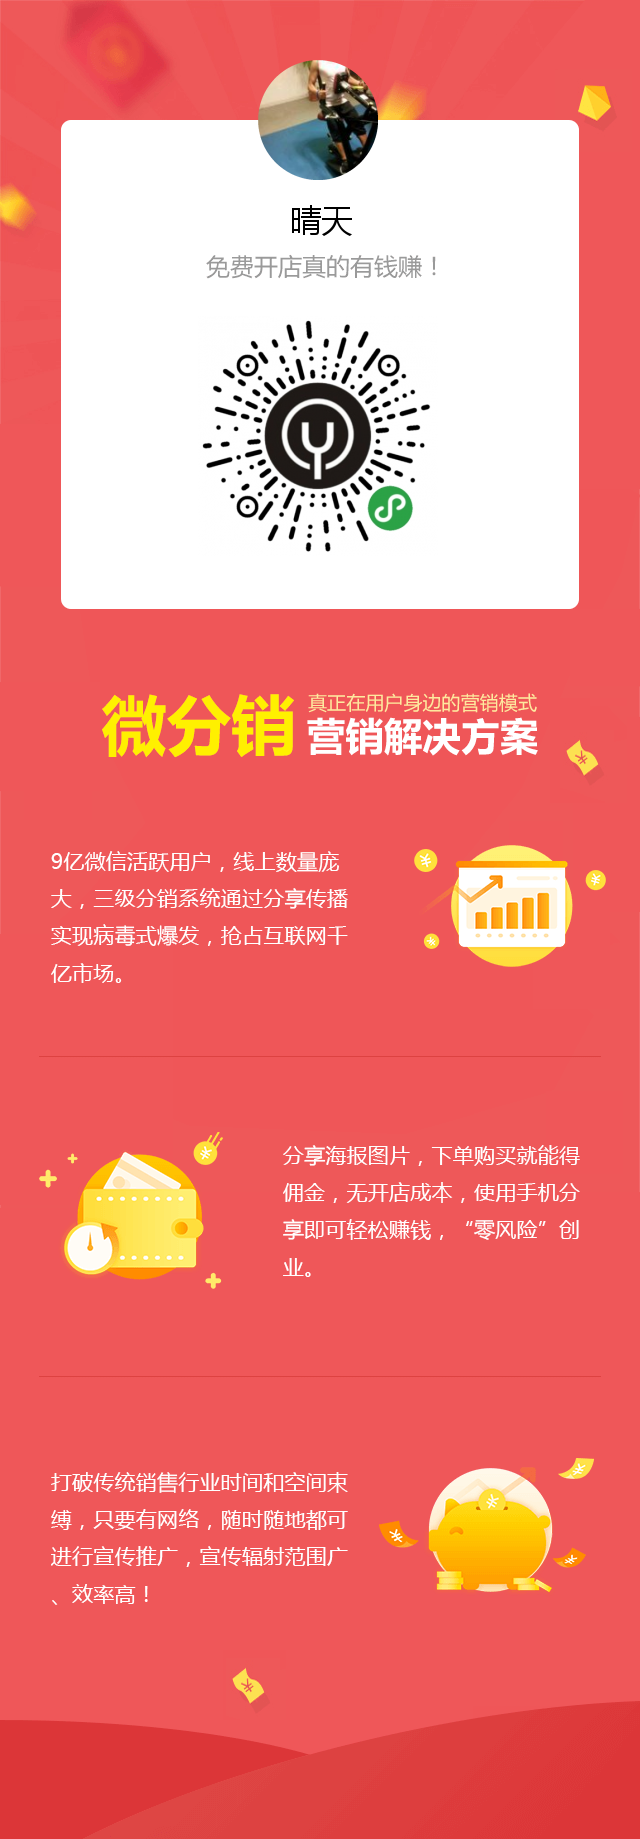 晴天
免费开店真的有钱赚！
微分销
真正在用户身边的营销模式
营销解决方案
9亿微信活跃用户，线上数量庞
大，三级分销系统通过分享传播
实现病毒式爆发，抢占互联网千
亿市场。
分享海报图片，下单购买就能得
佣金，无开店成本，使用手机分
享即可轻松赚钱，“零风险”创
业。
打破传统销售行业时间和空间束
缚，只要有网络，随时随地都可
进行宣传推广，宣传辐射范围广
、效率高！